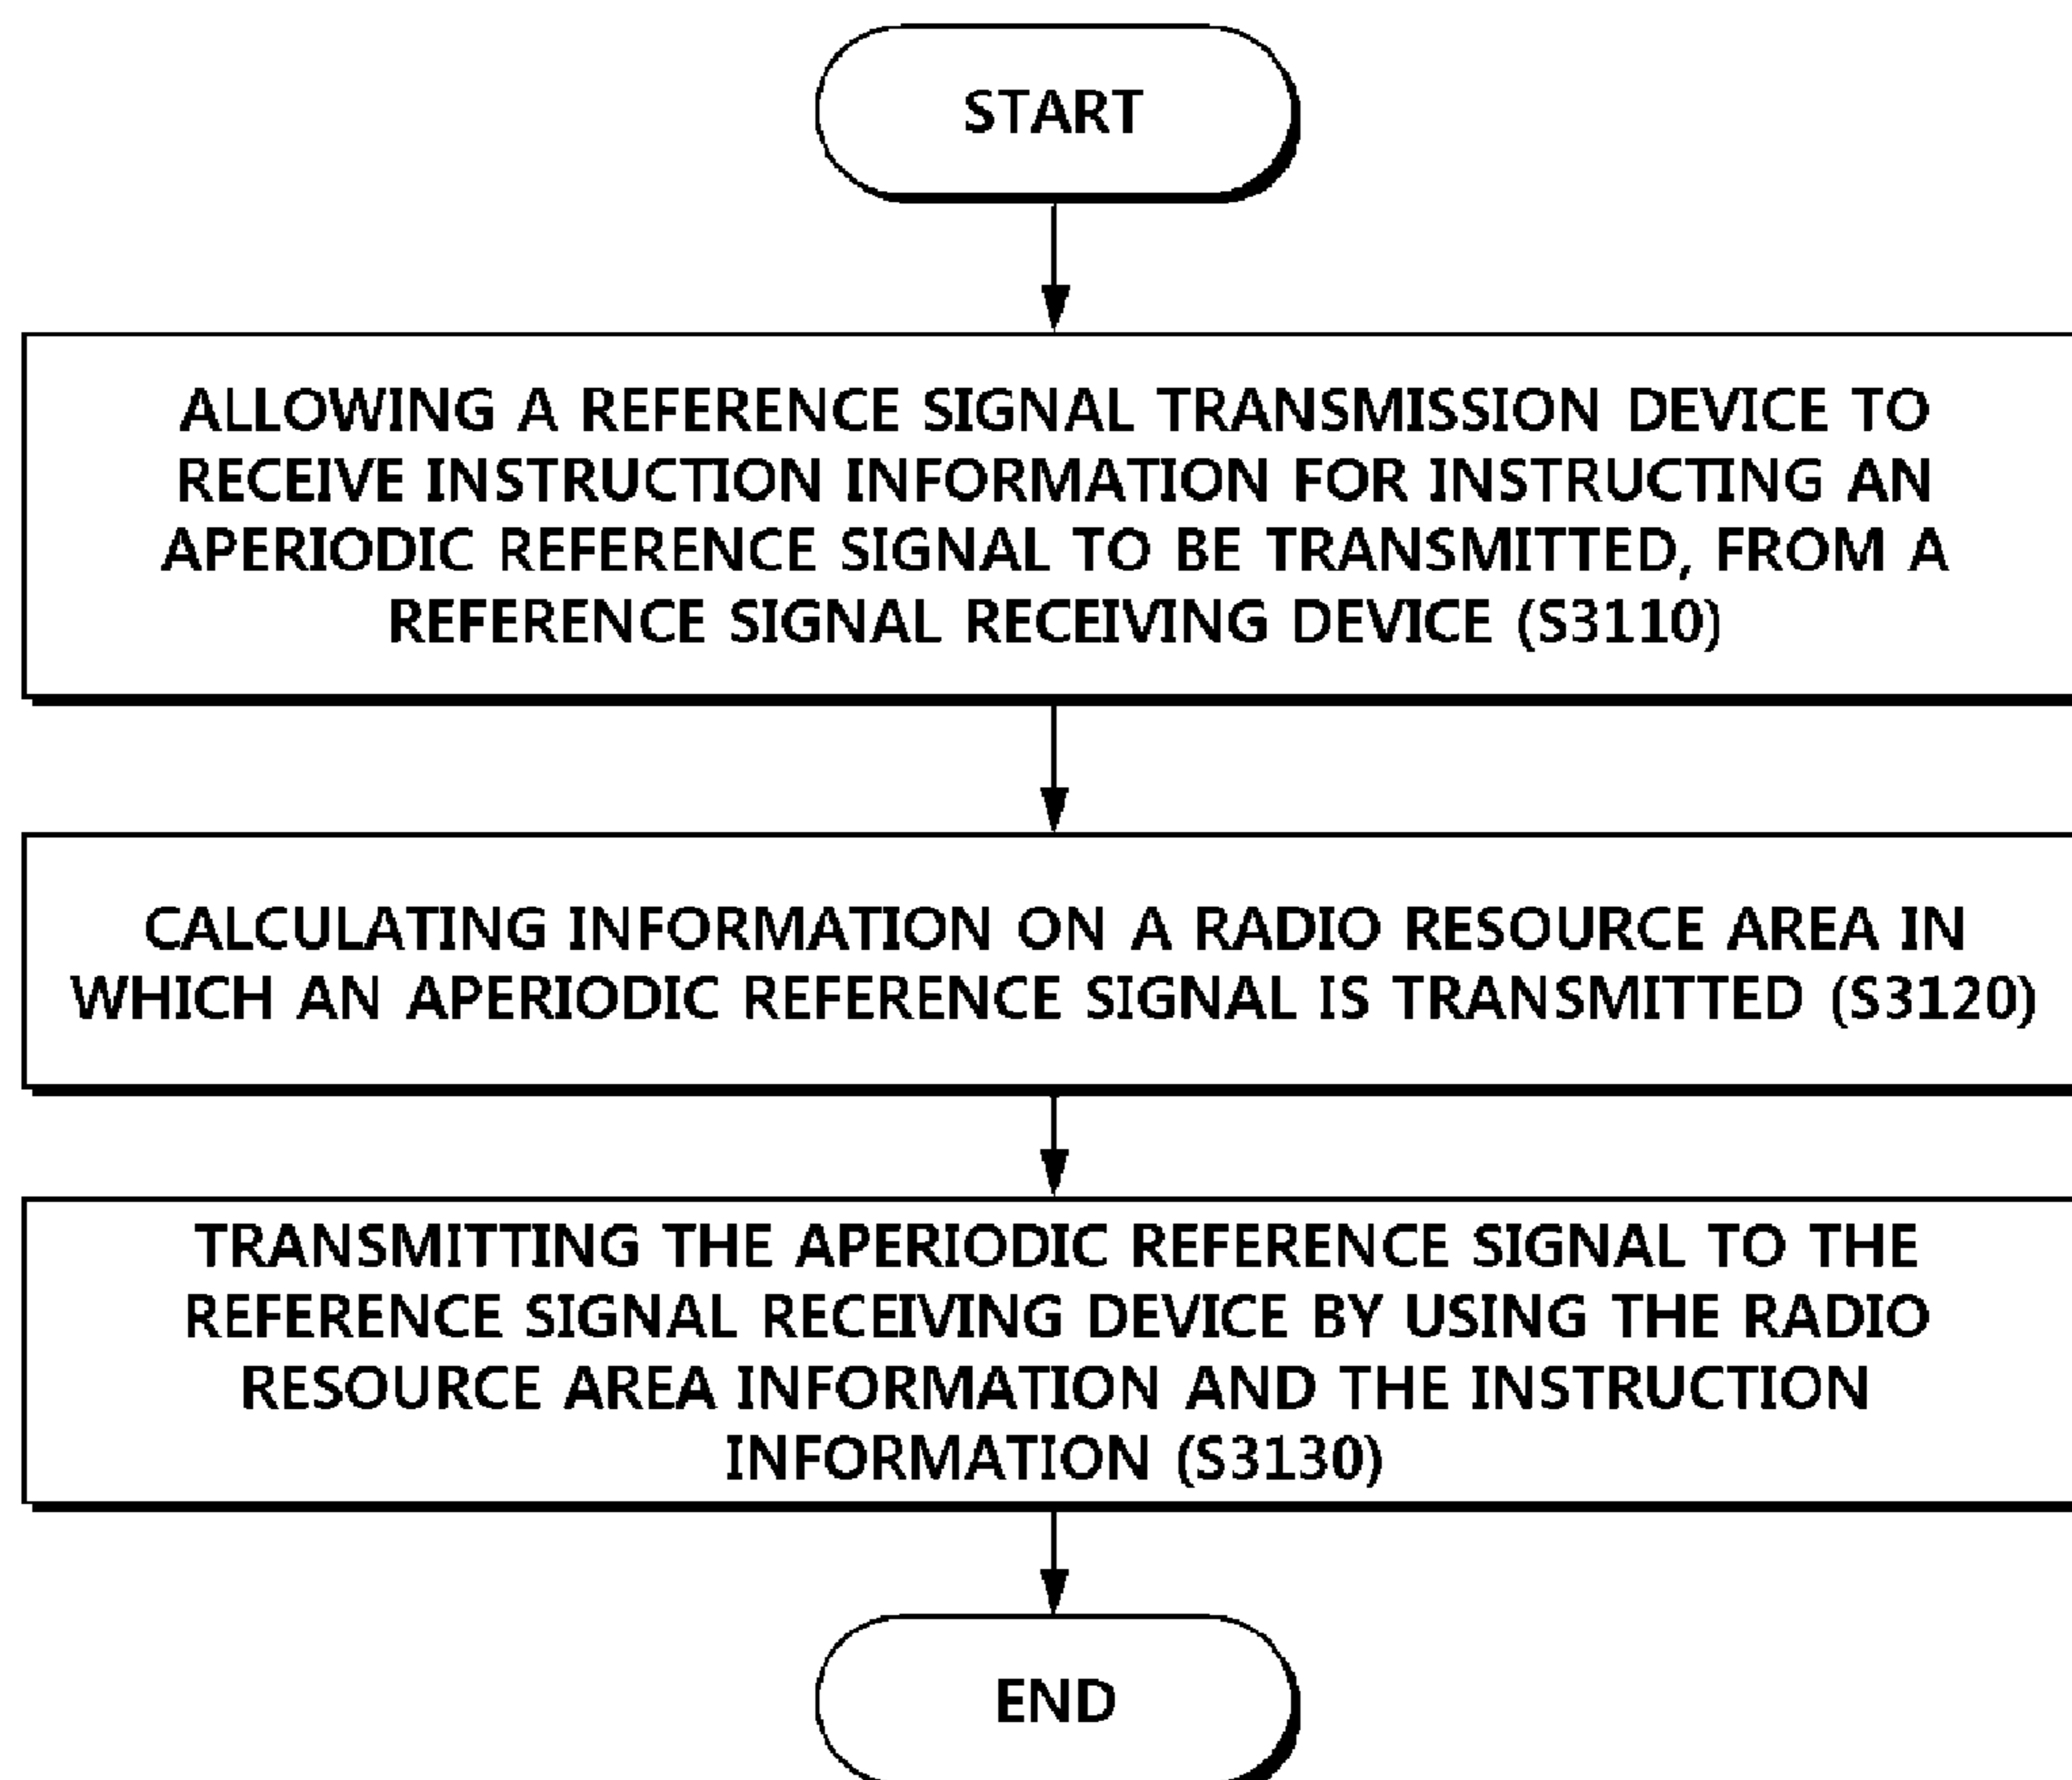 START
ALLOWING A REFERENCE SIGNAL TRANSMISSION DEVICE TO
RECEIVE INSTRUCTION INFORMATION FOR INSTRUCTING AN
APERIODIC REFERENCE SIGNAL TO BE TRANSMITTED, FROM A
REFERENCE SIGNAL RECEIVING DEVICE (S3110)
CALCULATING INFORMATION ON A RADIO RESOURCE AREA IN
WHICH AN APERIODIC REFERENCE SIGNAL IS TRANSMITTED (S3120)
TRANSMITTING THE APERIODIC REFERENCE SIGNAL TO THE
REFERENCE SIGNAL RECEIVING DEVICE BY USING THE RADIO
RESOURCE AREA INFORMATION AND THE INSTRUCTION
INFORMATION (S3130)
END